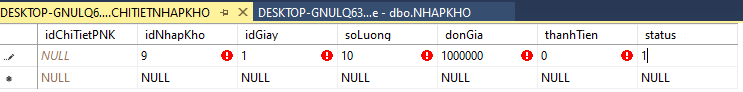 DESKTOP-GNULQ6....CHITIETNHAPKHO DESKTOP-GNULQ63...e - dbo.NHAPKHO
idChiTietPNK idNhapKho idGiay soLuong donGia thanhTien status
NULL 9 1 10 1000000 0 1
NULL NULL NULL NULL NULL NULL NULL